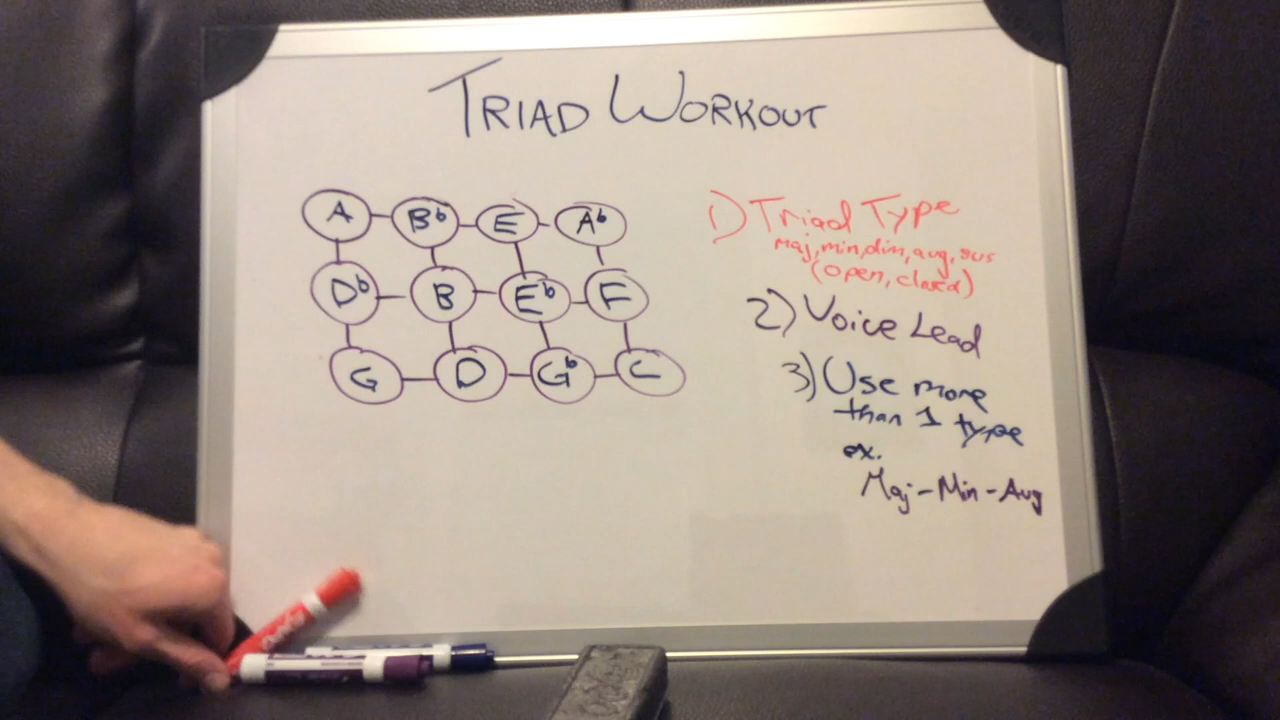 TRIAD WORKOUT
A B♭ E A♭
D♭ B E♭ F
G D G♭ C
1) Triad Type
Maj, min, dim, aug, sus
(open, closed)
2) Voice Lead
3) Use more
than 1 type
ex.
Maj-Min-Aug